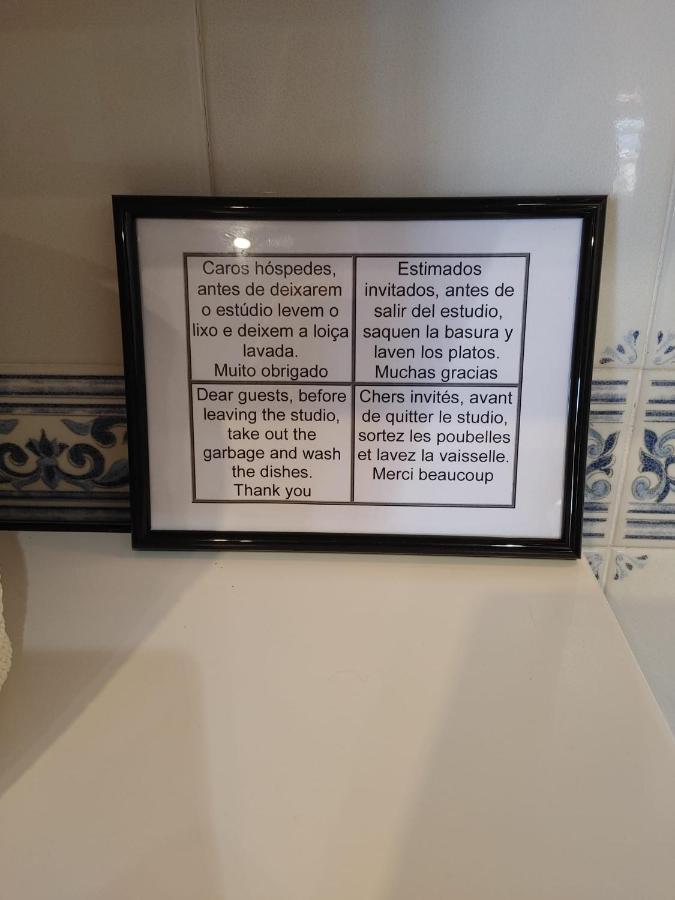 Caros hóspedes,
antes de deixarem
o estúdio levem o
lixo e deixem a loiça
lavada.
Muito obrigado
Estimados
invitados, antes de
salir del estudio,
saquen la basura y
laven los platos.
Muchas gracias
Dear guests, before
leaving the studio,
take out the
garbage and wash
the dishes.
Thank you
Chers invités, avant
de quitter le studio,
sortez les poubelles
et lavez la vaisselle.
Merci beaucoup